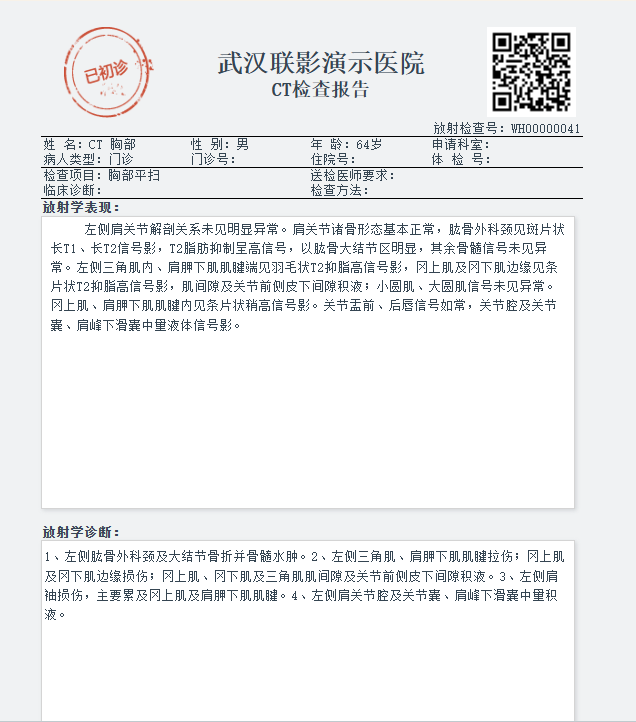 已初诊
武汉联影演示医院
CT检查报告
放射检查号：WH00000041
姓 名：CT 胸部 性 别：男 年 龄：64岁 申请科室：
病人类型：门诊 门诊号： 住院号： 体 检 号：
检查项目：胸部平扫 送检医师要求：
临床诊断： 检查方法：
放射学表现：
左侧肩关节解剖关系未见明显异常。肩关节诸骨形态基本正常，肱骨外科颈见斑片状
长T1、长T2信号影，T2脂肪抑制呈高信号，以肱骨大结节区明显，其余骨髓信号未见异
常。左侧三角肌内、肩胛下肌肌腱端见羽毛状T2抑脂高信号影，冈上肌及冈下肌边缘见条
片状T2抑脂高信号影，肌间隙及关节前侧皮下间隙积液；小圆肌、大圆肌信号未见异常。
冈上肌、肩胛下肌肌腱内见条片状稍高信号影。关节盂前、后唇信号如常，关节腔及关节
囊、肩峰下滑囊中量液体信号影。
放射学诊断：
1、左侧肱骨外科颈及大结节骨折并骨髓水肿。2、左侧三角肌、肩胛下肌肌腱拉伤；冈上肌
及冈下肌边缘损伤；冈上肌、冈下肌及三角肌肌间隙及关节前侧皮下间隙积液。3、左侧肩
袖损伤，主要累及冈上肌及肩胛下肌肌腱。4、左侧肩关节腔及关节囊、肩峰下滑囊中量积
液。